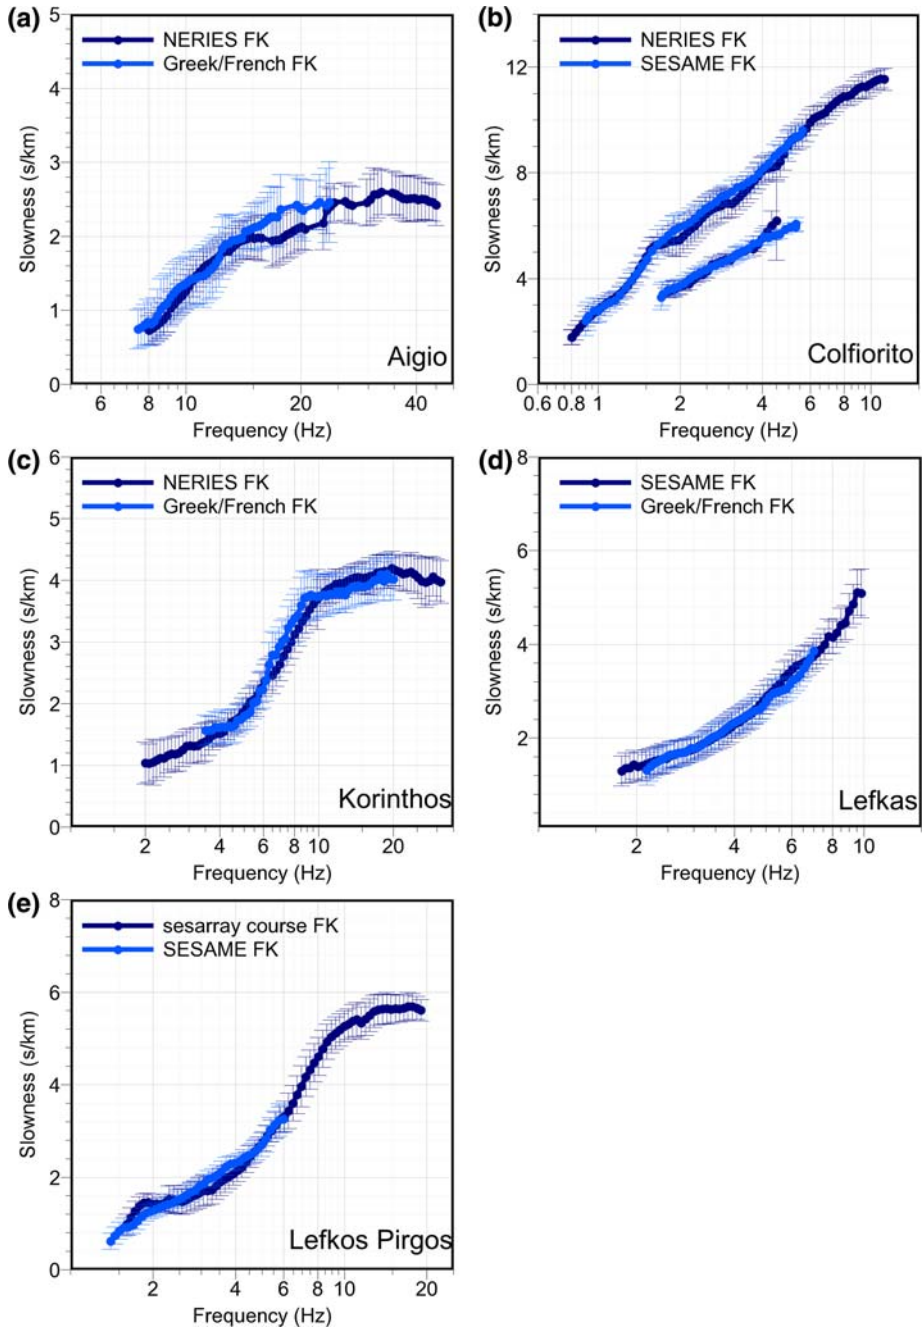 (a)
5
4
3
2
1
0
Slowness (s/km)
NERIES FK
Greek/French FK
Aigio
6 8 10 20 40
Frequency (Hz)
(b)
12
8
4
0
Slowness (s/km)
NERIES FK
SESAME FK
Colfiorito
0.6 0.8 1 2 4 6 8 10
Frequency (Hz)
(c)
6
5
4
3
2
1
0
Slowness (s/km)
NERIES FK
Greek/French FK
Korinthos
2 4 6 8 10 20
Frequency (Hz)
(d)
8
6
4
2
Slowness (s/km)
SESAME FK
Greek/French FK
Lefkas
2 4 6 8 10
Frequency (Hz)
(e)
8
6
4
2
0
Slowness (s/km)
sesarray course FK
SESAME FK
Lefkos Pirgos
2 4 6 8 10 20
Frequency (Hz)